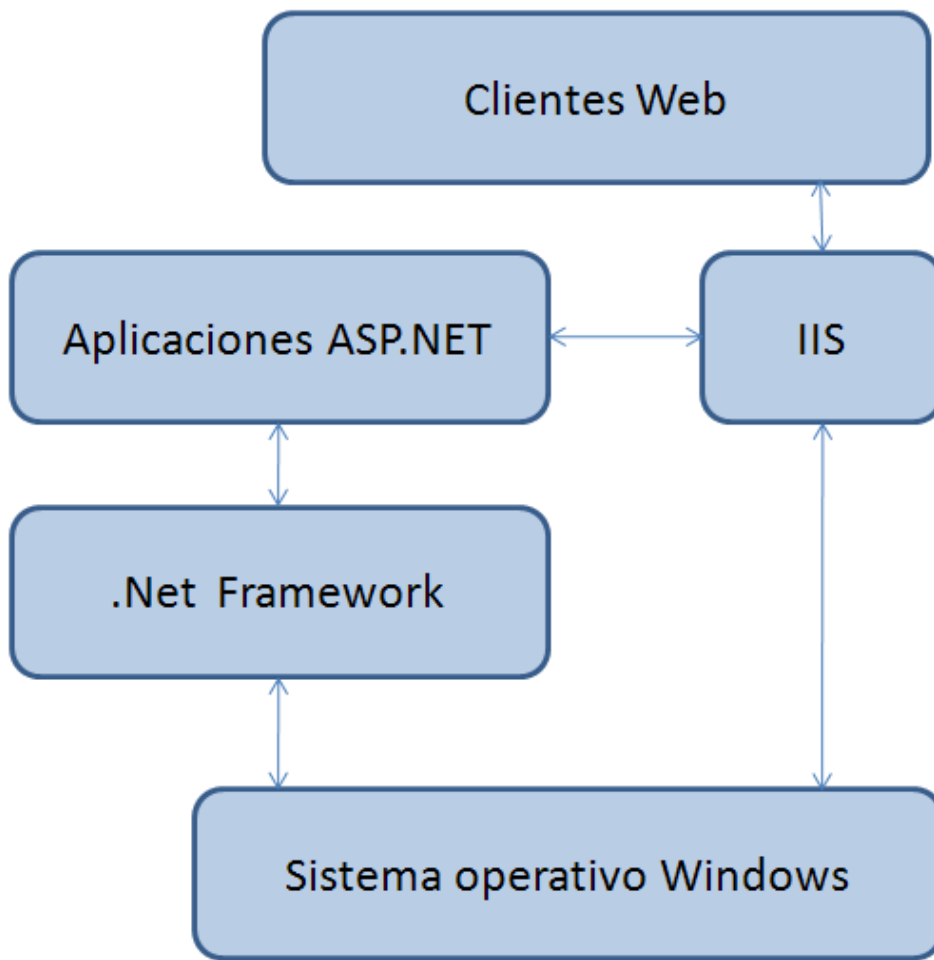 Clientes Web
Aplicaciones ASP.NET
IIS
.Net Framework
Sistema operativo Windows